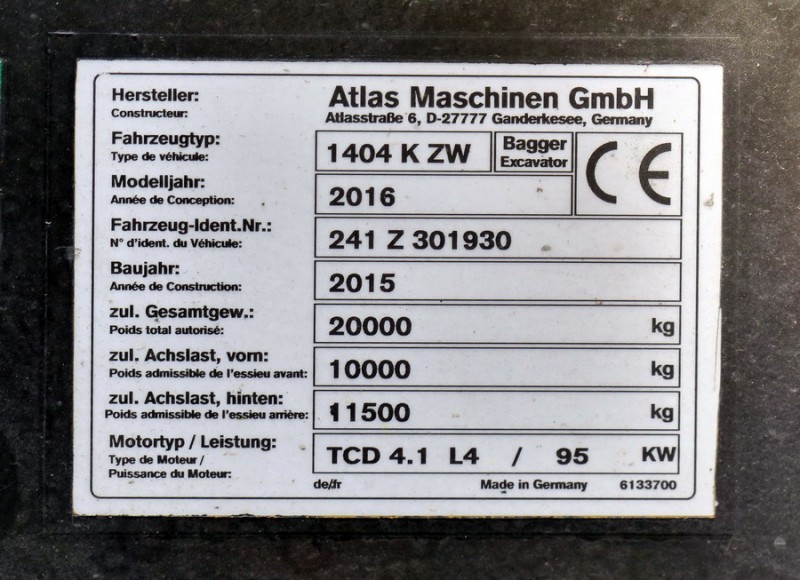 Hersteller: Atlas Maschinen GmbH
Constructeur: Atlasstraße 6, D-27777 Ganderkesee, Germany
Fahrzeugtyp: 1404 K ZW Bagger
Type de véhicule: Excavator
CE
Modelljahr: 2016
Année de Conception:
Fahrzeug-Ident.Nr.: 241 Z 301930
N° d'ident. du Véhicule:
Baujahr: 2015
Année de Construction:
zul. Gesamtgew.: 20000 kg
Poids total autorisé:
zul. Achslast, vorn: 10000 kg
Poids admissible de l'essieu avant:
zul. Achslast, hinten: 11500 kg
Poids admissible de l'essieu arrière:
Motortyp / Leistung: TCD 4.1 L4 / 95 KW
Type de Moteur /
Puissance du Moteur:
de/fr Made in Germany 6133700